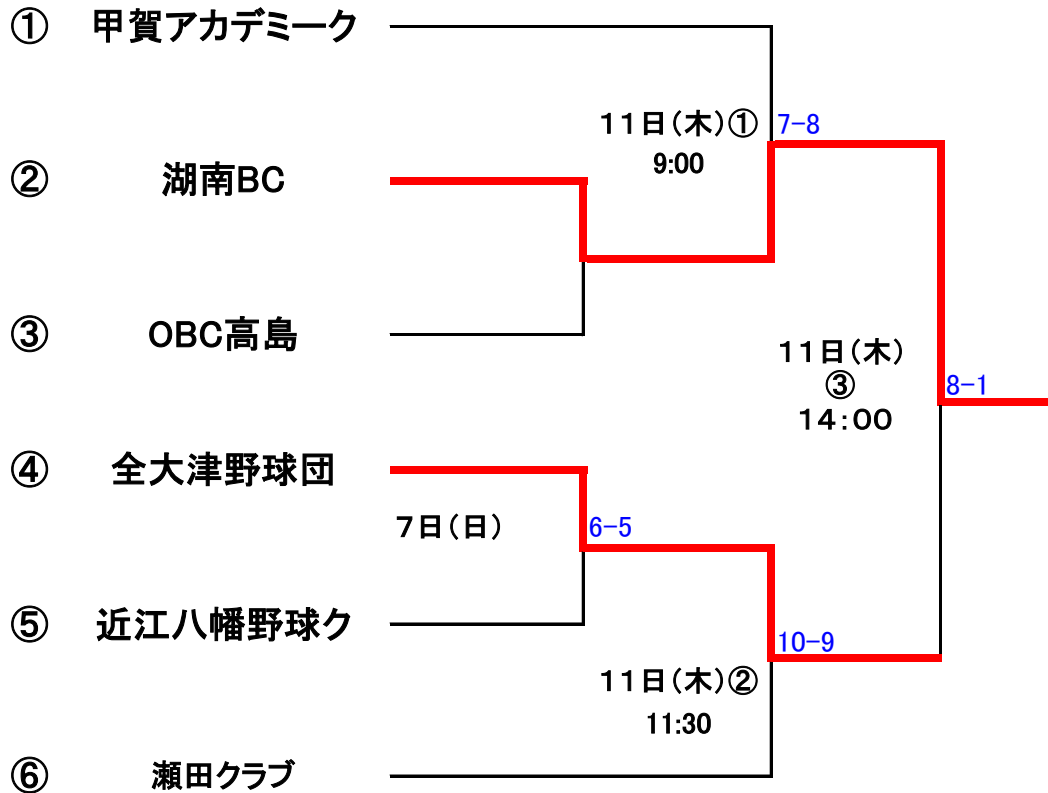 ① 甲賀アカデミーク
11日(木)① 7-8
9:00
② 湖南BC
③ OBC高島
11日(木)
③ 8-1
14:00
④ 全大津野球団
7日(日) 6-5
⑤ 近江八幡野球ク
10-9
11日(木)②
11:30
⑥ 瀬田クラブ